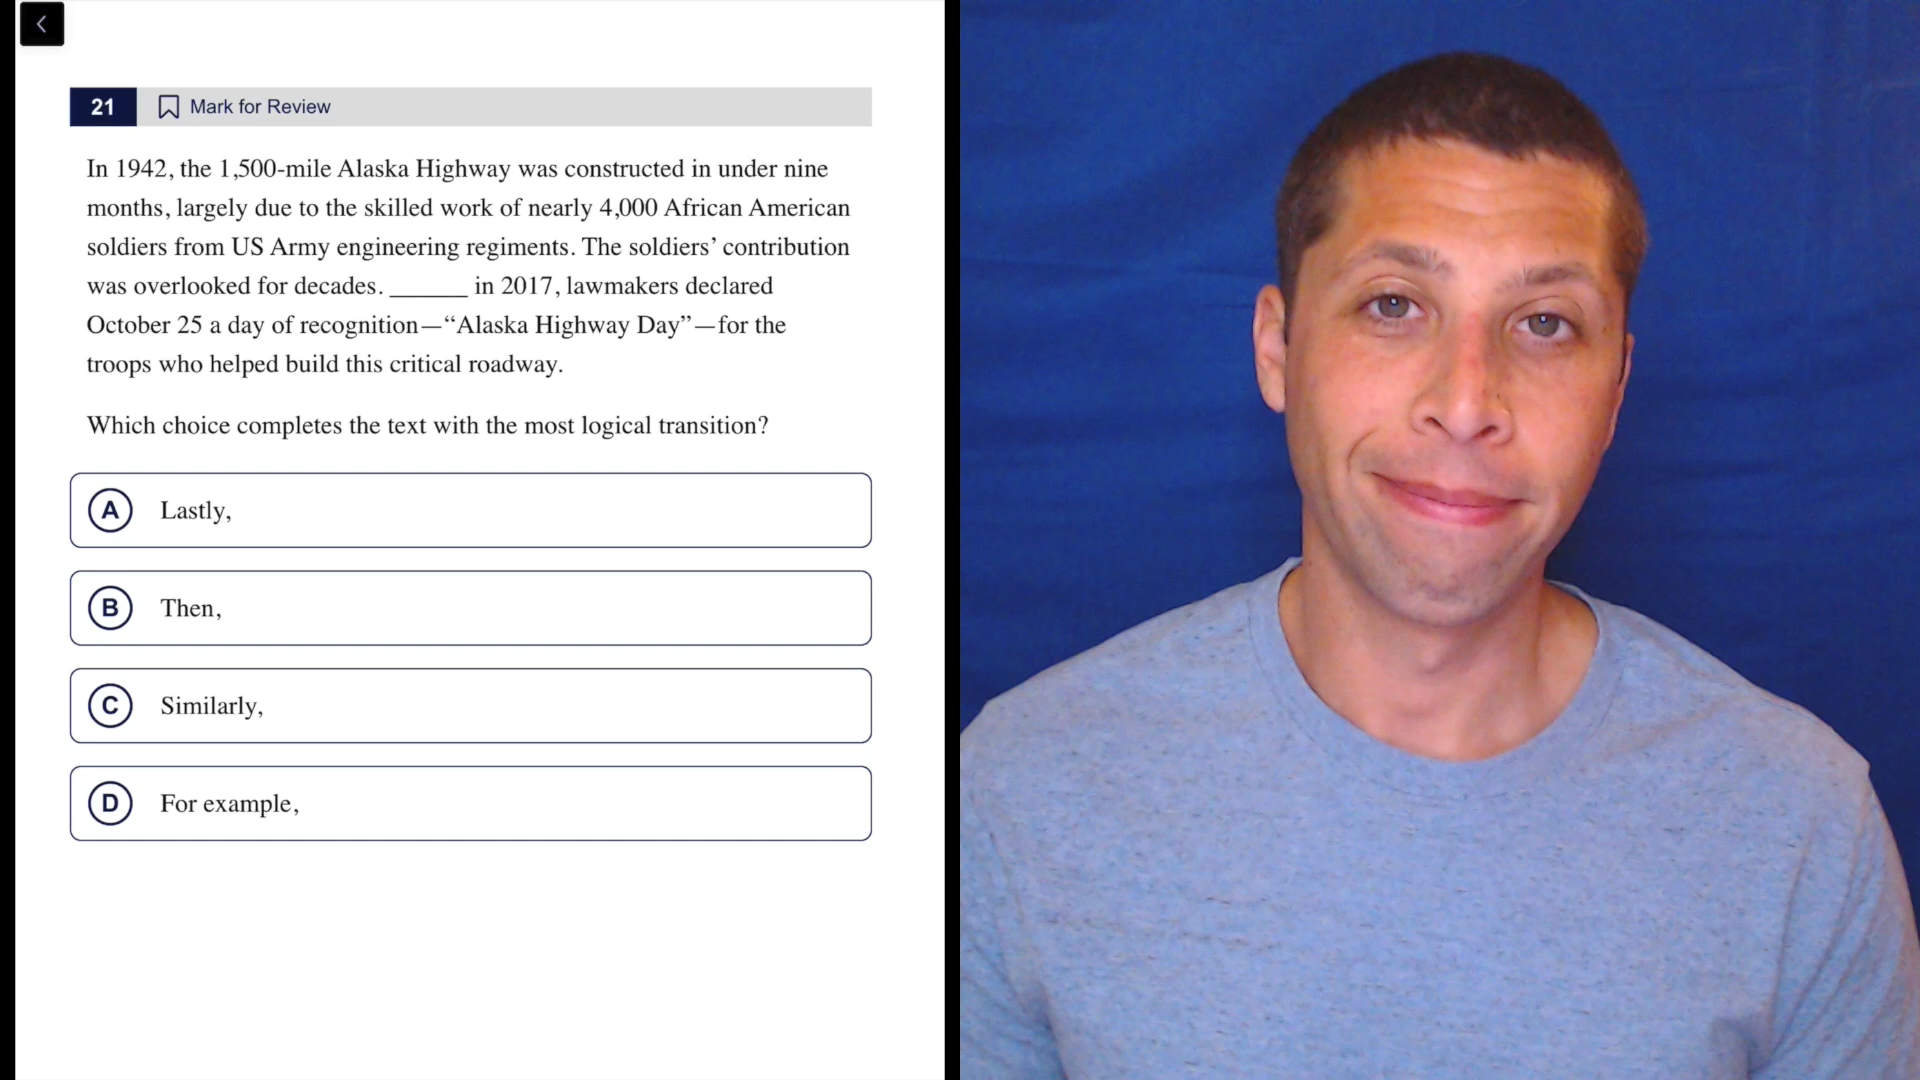 21 Mark for Review
In 1942, the 1,500-mile Alaska Highway was constructed in under nine
months, largely due to the skilled work of nearly 4,000 African American
soldiers from US Army engineering regiments. The soldiers’ contribution
was overlooked for decades. ______ in 2017, lawmakers declared
October 25 a day of recognition—“Alaska Highway Day”—for the
troops who helped build this critical roadway.
Which choice completes the text with the most logical transition?
A Lastly,
B Then,
C Similarly,
D For example,